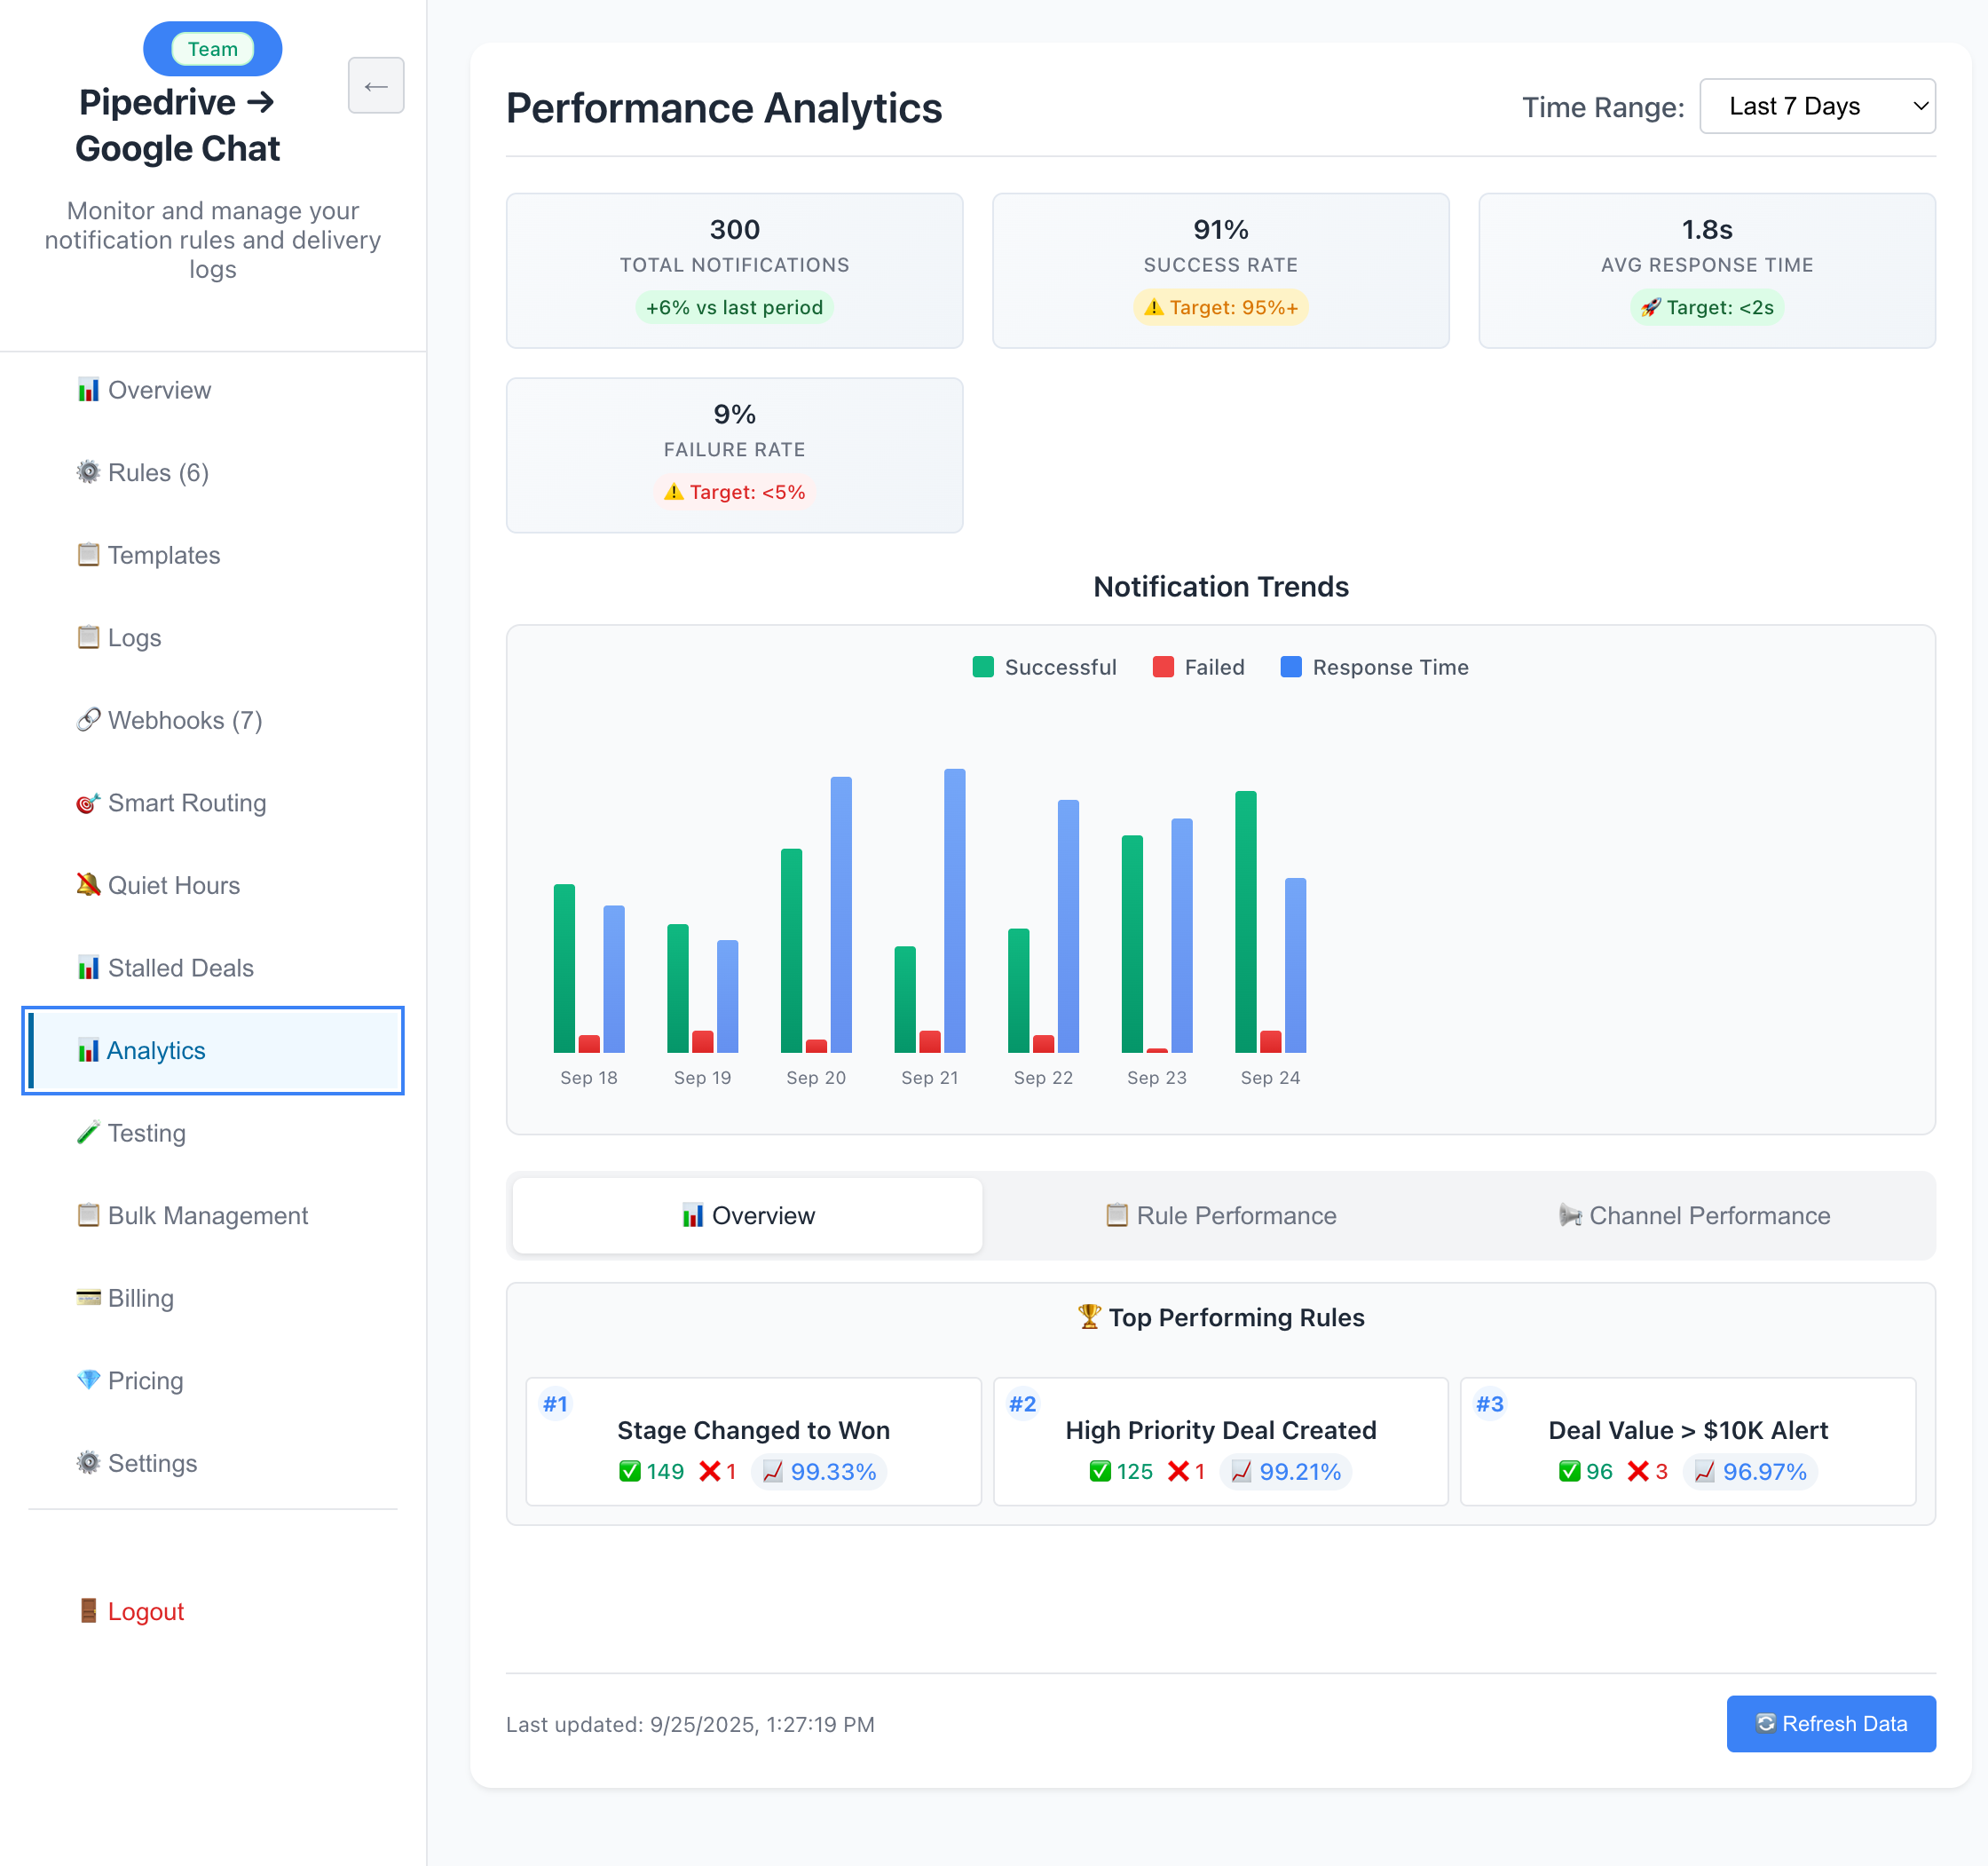 Team
Pipedrive →
Google Chat
←
Monitor and manage your
notification rules and delivery
logs
Overview
Rules (6)
Templates
Logs
Webhooks (7)
Smart Routing
Quiet Hours
Stalled Deals
Analytics
Testing
Bulk Management
Billing
Pricing
Settings
Logout
Performance Analytics
Time Range:
Last 7 Days
300
TOTAL NOTIFICATIONS
+6% vs last period
91%
SUCCESS RATE
⚠️ Target: 95%+
1.8s
AVG RESPONSE TIME
🚀 Target: <2s
9%
FAILURE RATE
⚠️ Target: <5%
Notification Trends
Successful
Failed
Response Time
Sep 18
Sep 19
Sep 20
Sep 21
Sep 22
Sep 23
Sep 24
Overview
Rule Performance
Channel Performance
🏆 Top Performing Rules
#1
Stage Changed to Won
✅ 149 ❌ 1 📈 99.33%
#2
High Priority Deal Created
✅ 125 ❌ 1 📈 99.21%
#3
Deal Value > $10K Alert
✅ 96 ❌ 3 📈 96.97%
Last updated: 9/25/2025, 1:27:19 PM
Refresh Data